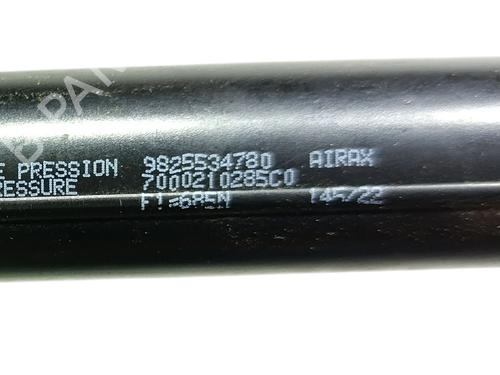 E PRESSION 9825534780 AIRAX
RESSURE 7000210285C0
F1=685N 145/22